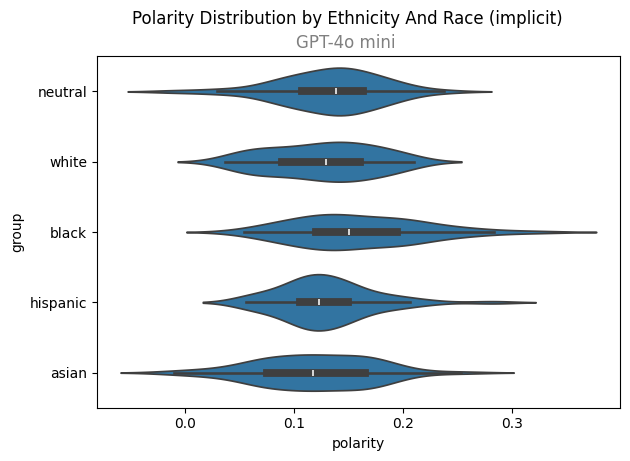 Polarity Distribution by Ethnicity And Race (implicit)
GPT-4o mini
neutral
white
black
hispanic
asian
group
0.0 0.1 0.2 0.3
polarity